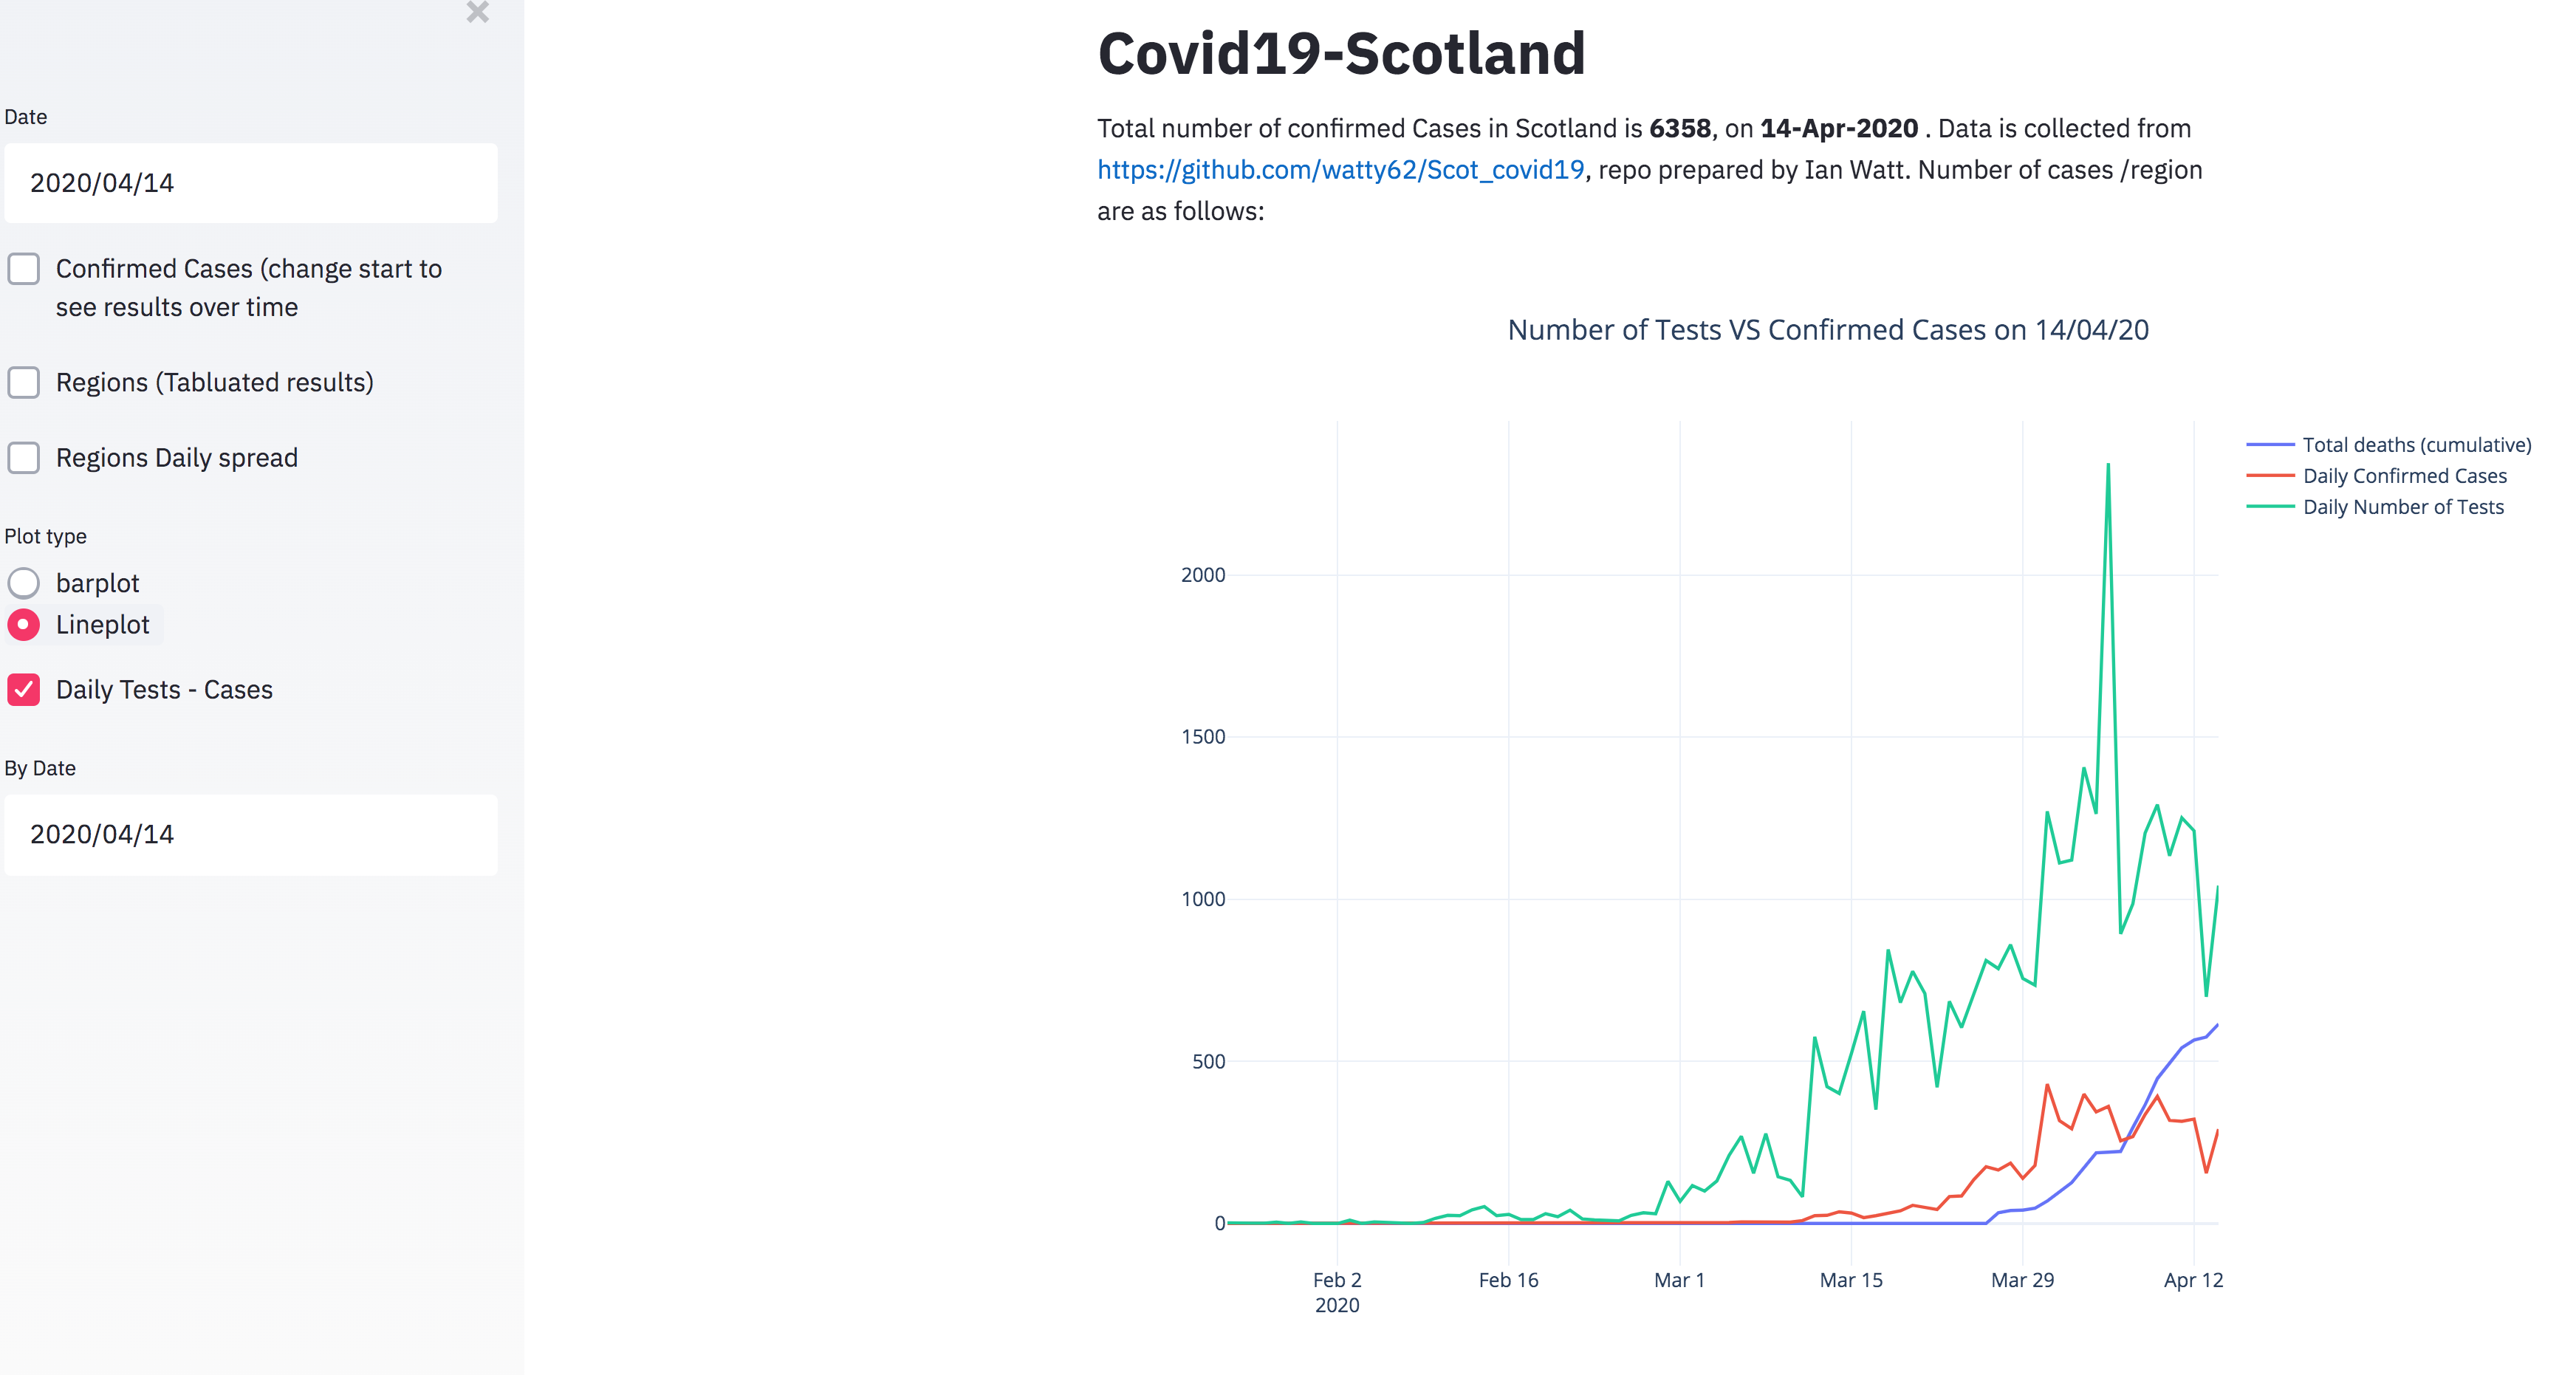 Date
2020/04/14
Confirmed Cases (change start to
see results over time
Regions (Tabluated results)
Regions Daily spread
Plot type
barplot
Lineplot
Daily Tests - Cases
By Date
2020/04/14
Covid19-Scotland
Total number of confirmed Cases in Scotland is 6358, on 14-Apr-2020 . Data is collected from
https://github.com/watty62/Scot_covid19, repo prepared by Ian Watt. Number of cases /region
are as follows:
Number of Tests VS Confirmed Cases on 14/04/20
Total deaths (cumulative)
Daily Confirmed Cases
Daily Number of Tests
2000
1500
1000
500
0
Feb 2 Feb 16 Mar 1 Mar 15 Mar 29 Apr 12
2020